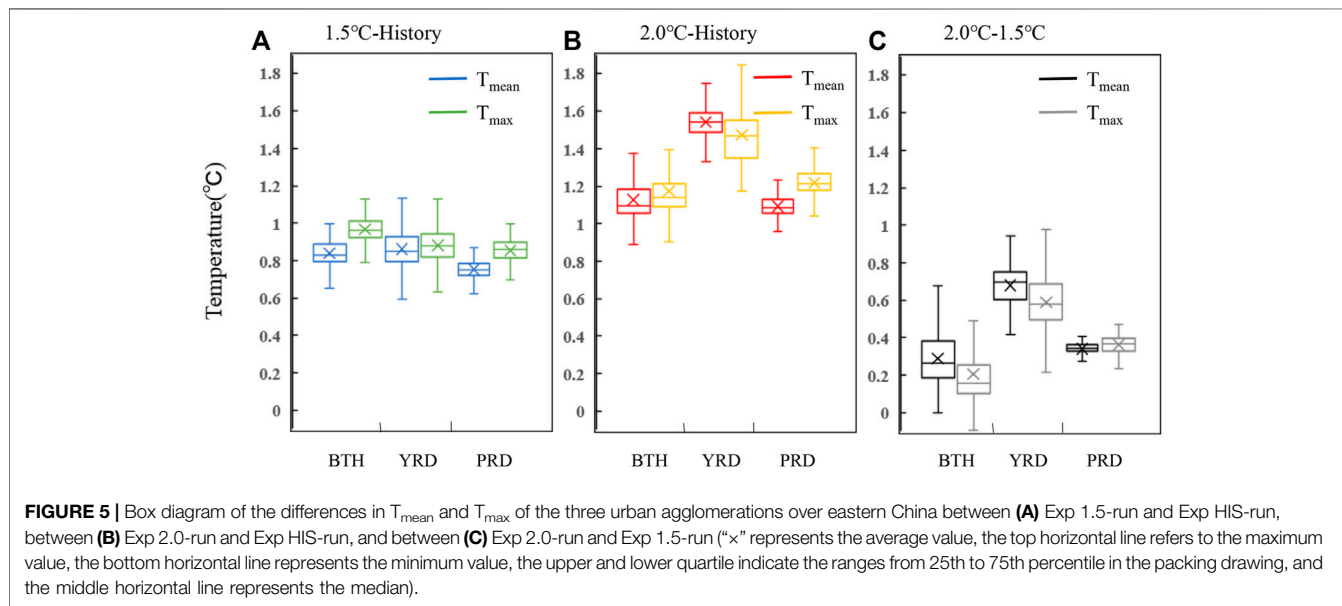 A 1.5°C-History
B 2.0°C-History
C 2.0°C-1.5°C
Temperature(°C)
1.8
1.6
1.4
1.2
1
0.8
0.6
0.4
0.2
0
T_mean
T_max
BTH YRD PRD
1.8
1.6
1.4
1.2
1
0.8
0.6
0.4
0.2
0
T_mean
T_max
BTH YRD PRD
1.8
1.6
1.4
1.2
1
0.8
0.6
0.4
0.2
0
T_mean
T_max
BTH YRD PRD
FIGURE 5 | Box diagram of the differences in T_mean and T_max of the three urban agglomerations over eastern China between (A) Exp 1.5-run and Exp HIS-run,
between (B) Exp 2.0-run and Exp HIS-run, and between (C) Exp 2.0-run and Exp 1.5-run (“×” represents the average value, the top horizontal line refers to the maximum
value, the bottom horizontal line represents the minimum value, the upper and lower quartile indicate the ranges from 25th to 75th percentile in the packing drawing, and
the middle horizontal line represents the median).